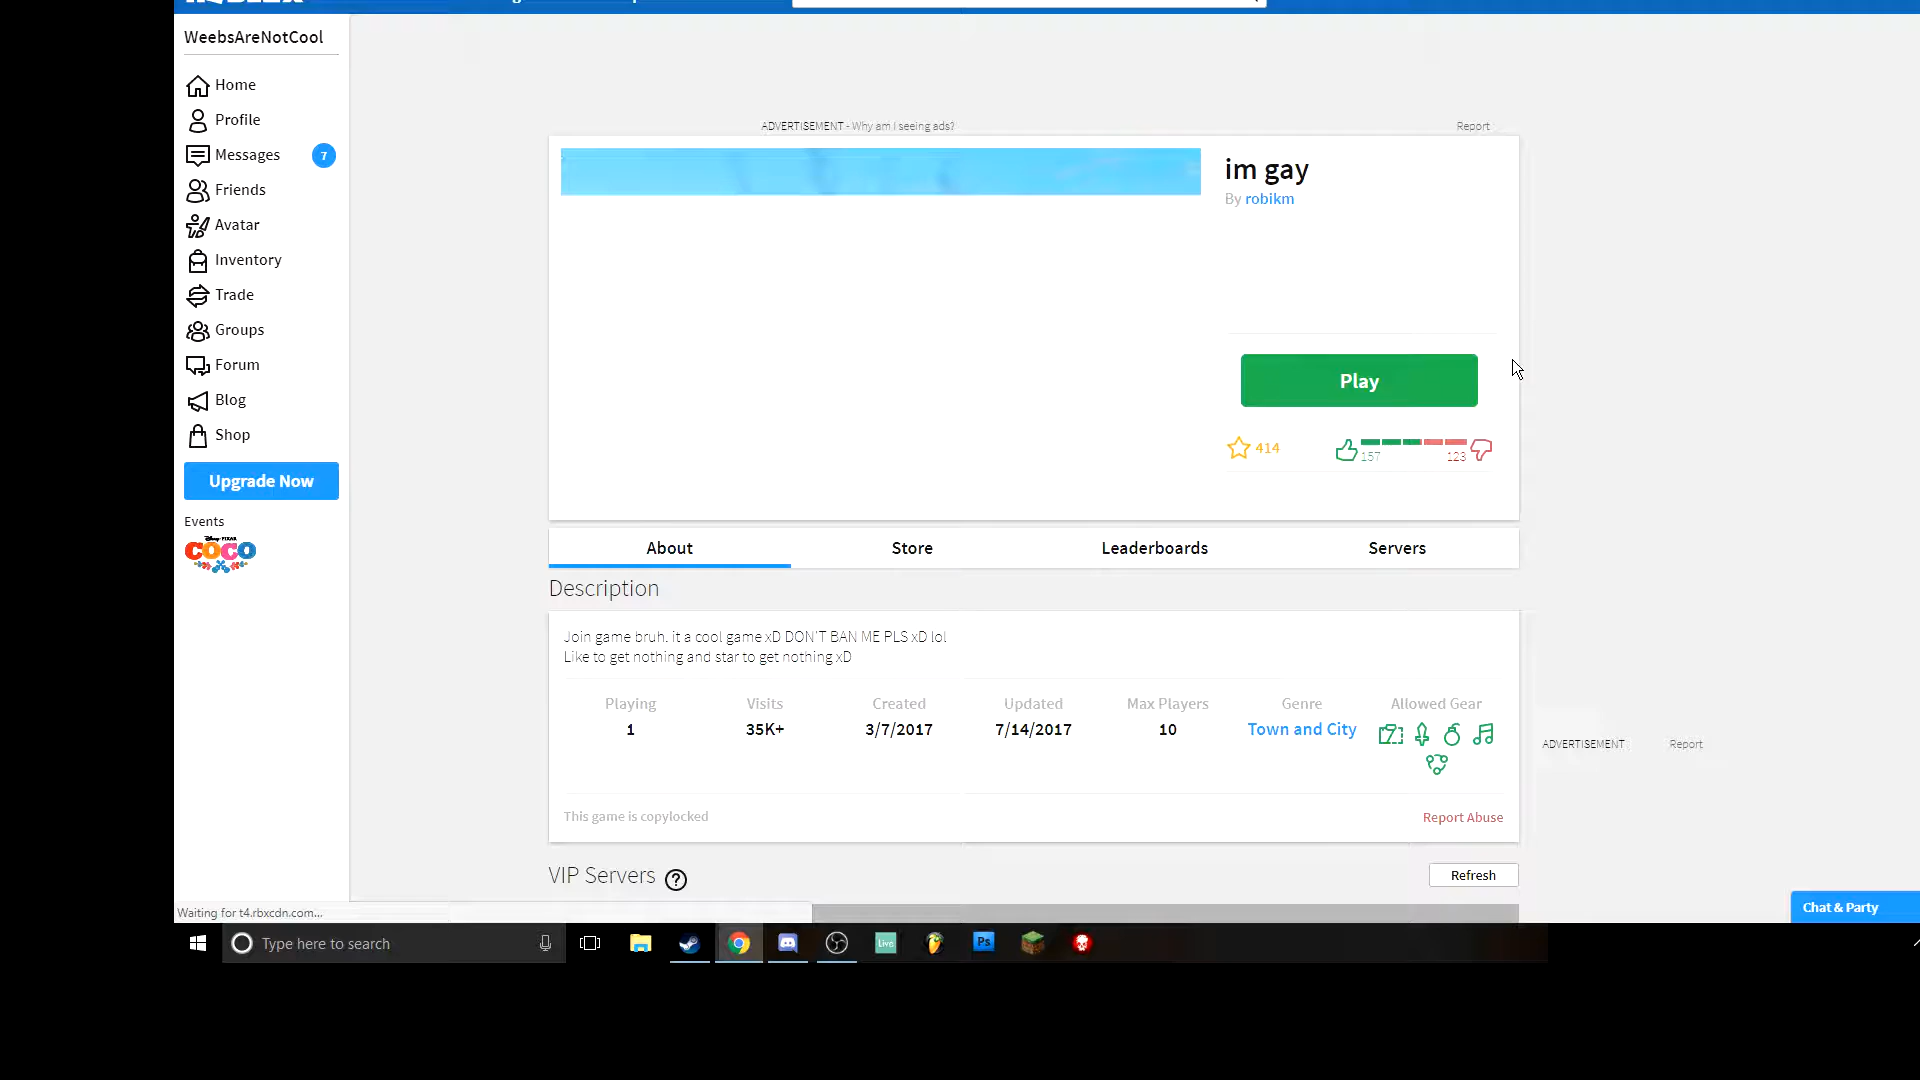 WeebsAreNotCool
Home
Profile
Messages 7
Friends
Avatar
Inventory
Trade
Groups
Forum
Blog
Shop
Upgrade Now
Events
Disney·PIXAR
COCO
ADVERTISEMENT - Why am I seeing ads?
Report
im gay
By robikm
Play
414
157
123
About
Store
Leaderboards
Servers
Description
Join game bruh. it a cool game xD DON'T BAN ME PLS xD lol
Like to get nothing and star to get nothing xD
Playing Visits Created Updated Max Players Genre Allowed Gear
1 35K+ 3/7/2017 7/14/2017 10 Town and City
ADVERTISEMENT
Report
This game is copylocked
Report Abuse
VIP Servers ?
Refresh
Waiting for t4.rbxcdn.com...
Chat & Party
Type here to search
Live
Ps